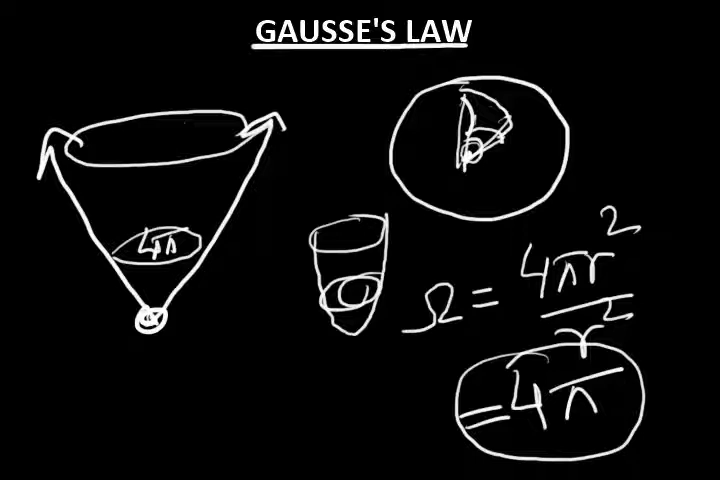 GAUSSE'S LAW
4π
Ω = 4πr² / r²
= 4π